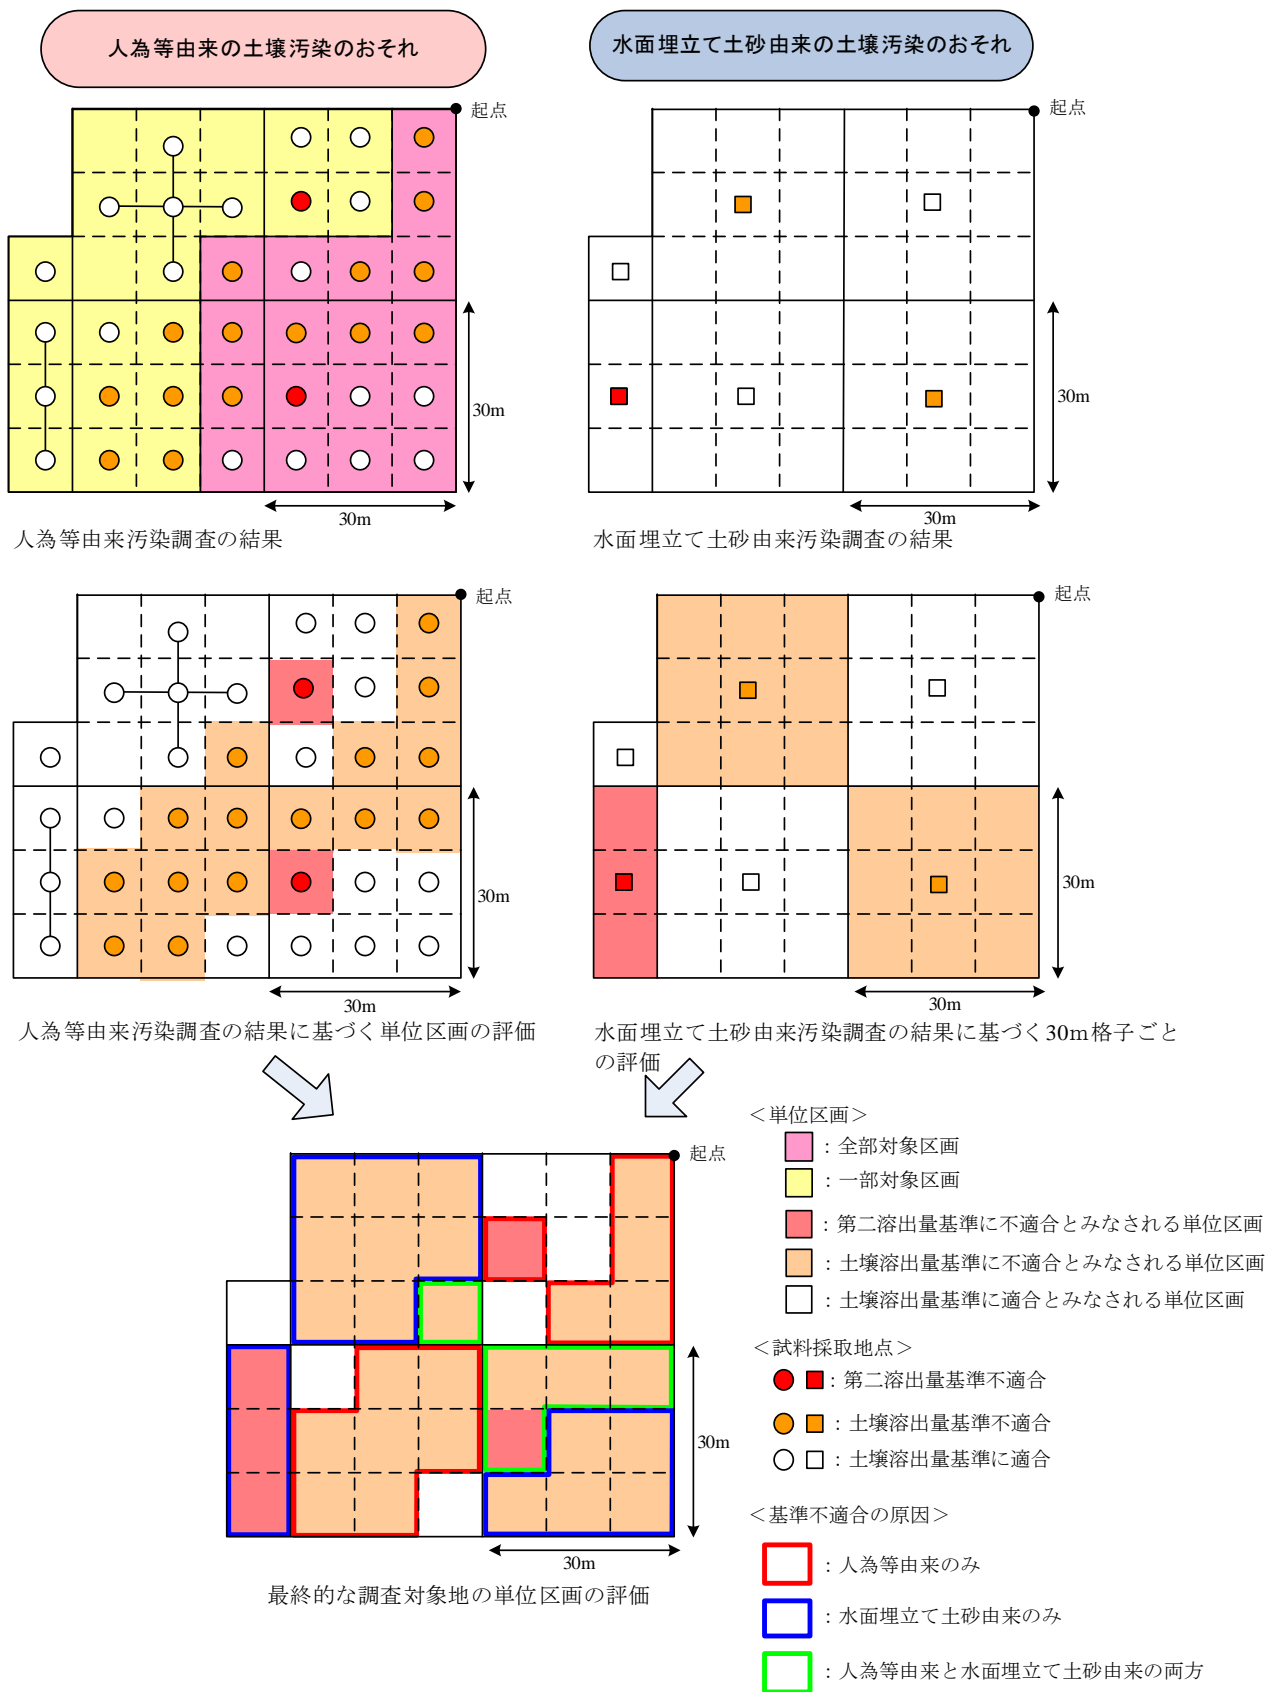 人為等由来の土壌汚染のおそれ
水面埋立て土砂由来の土壌汚染のおそれ
起点
起点
30m
30m
30m
30m
人為等由来汚染調査の結果
水面埋立て土砂由来汚染調査の結果
起点
起点
30m
30m
30m
30m
人為等由来汚染調査の結果に基づく単位区画の評価
水面埋立て土砂由来汚染調査の結果に基づく30m格子ごと
の評価
起点
30m
30m
最終的な調査対象地の単位区画の評価
＜単位区画＞
：全部対象区画
：一部対象区画
：第二溶出量基準に不適合とみなされる単位区画
：土壌溶出量基準に不適合とみなされる単位区画
：土壌溶出量基準に適合とみなされる単位区画
＜試料採取地点＞
：第二溶出量基準不適合
：土壌溶出量基準不適合
：土壌溶出量基準に適合
＜基準不適合の原因＞
：人為等由来のみ
：水面埋立て土砂由来のみ
：人為等由来と水面埋立て土砂由来の両方